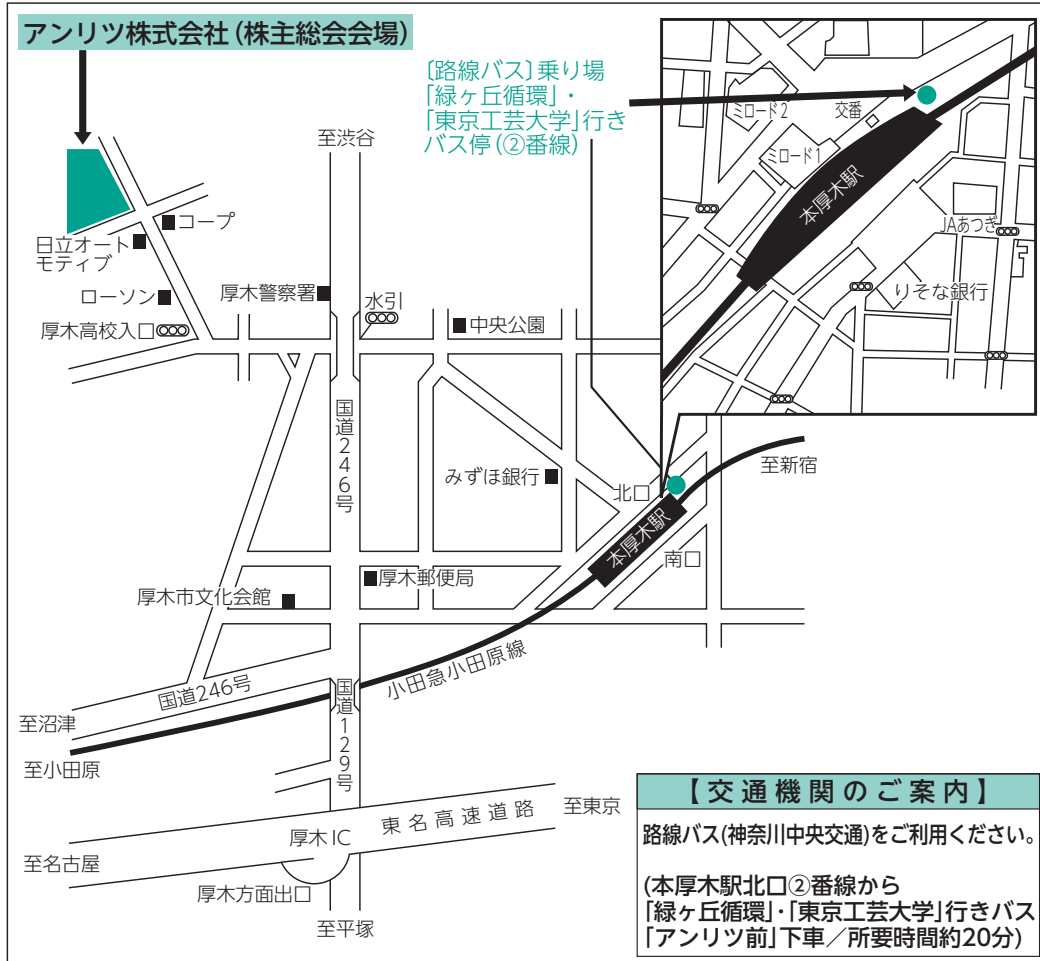 アンリツ株式会社(株主総会会場)
〔路線バス〕乗り場
「緑ヶ丘循環」・
「東京工芸大学」行き
バス停(②番線)
ミロード2
交番
ミロード1
本厚木駅
JAあつぎ
りそな銀行
至渋谷
コープ
日立オート
モティブ
ローソン
厚木警察署
水引
厚木高校入口
中央公園
国道246号
みずほ銀行
北口
至新宿
本厚木駅
南口
厚木郵便局
厚木市文化会館
小田急小田原線
国道246号
国道129号
至沼津
至小田原
東名高速道路
至東京
厚木 IC
至名古屋
厚木方面出口
至平塚
【交通機関のご案内】
路線バス(神奈川中央交通)をご利用ください。
(本厚木駅北口②番線から
「緑ヶ丘循環」・「東京工芸大学」行きバス
「アンリツ前」下車／所要時間約20分)